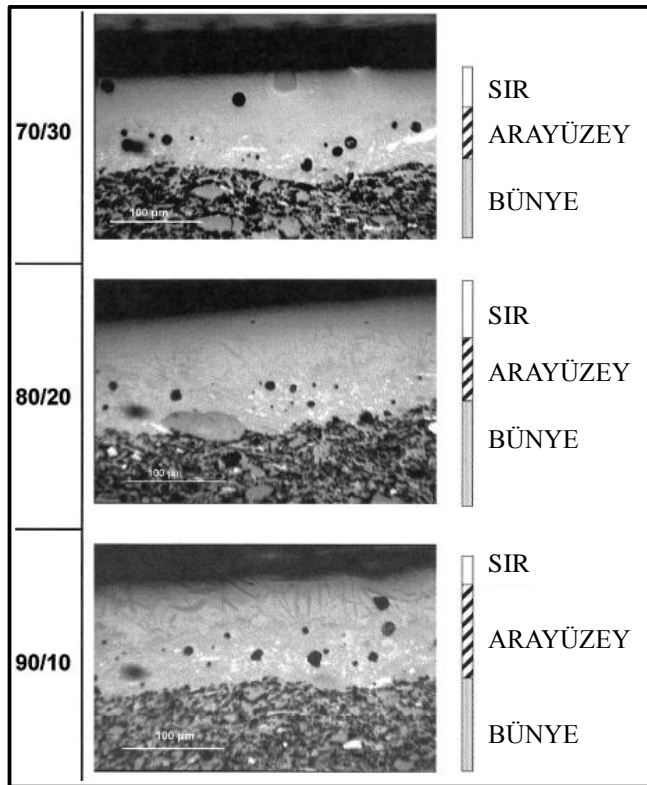 70/30
SIR
ARAYÜZEY
BÜNYE
100 µm
80/20
SIR
ARAYÜZEY
BÜNYE
100 µm
90/10
SIR
ARAYÜZEY
BÜNYE
100 µm